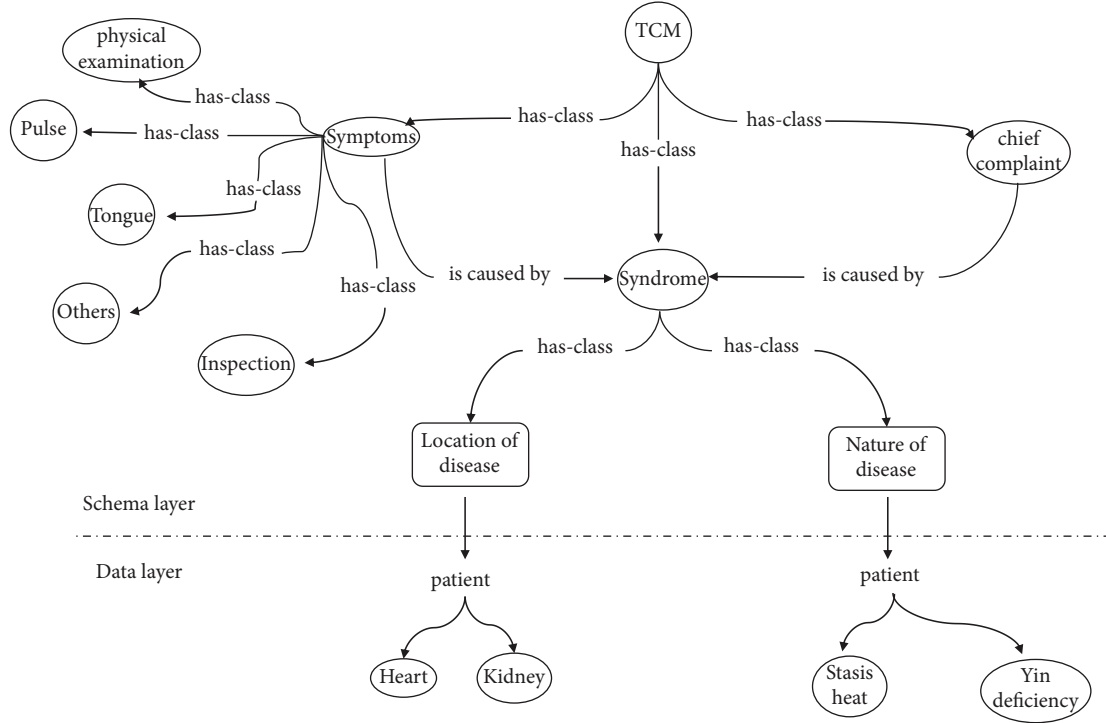 physical
examination
TCM
has-class
Pulse
has-class
Symptoms
has-class
has-class
has-class
chief
complaint
has-class
Tongue
has-class
has-class
Others
is caused by
Syndrome
is caused by
Inspection
has-class
has-class
Location of
disease
Nature of
disease
Schema layer
Data layer
patient
patient
Heart
Kidney
Stasis
heat
Yin
deficiency